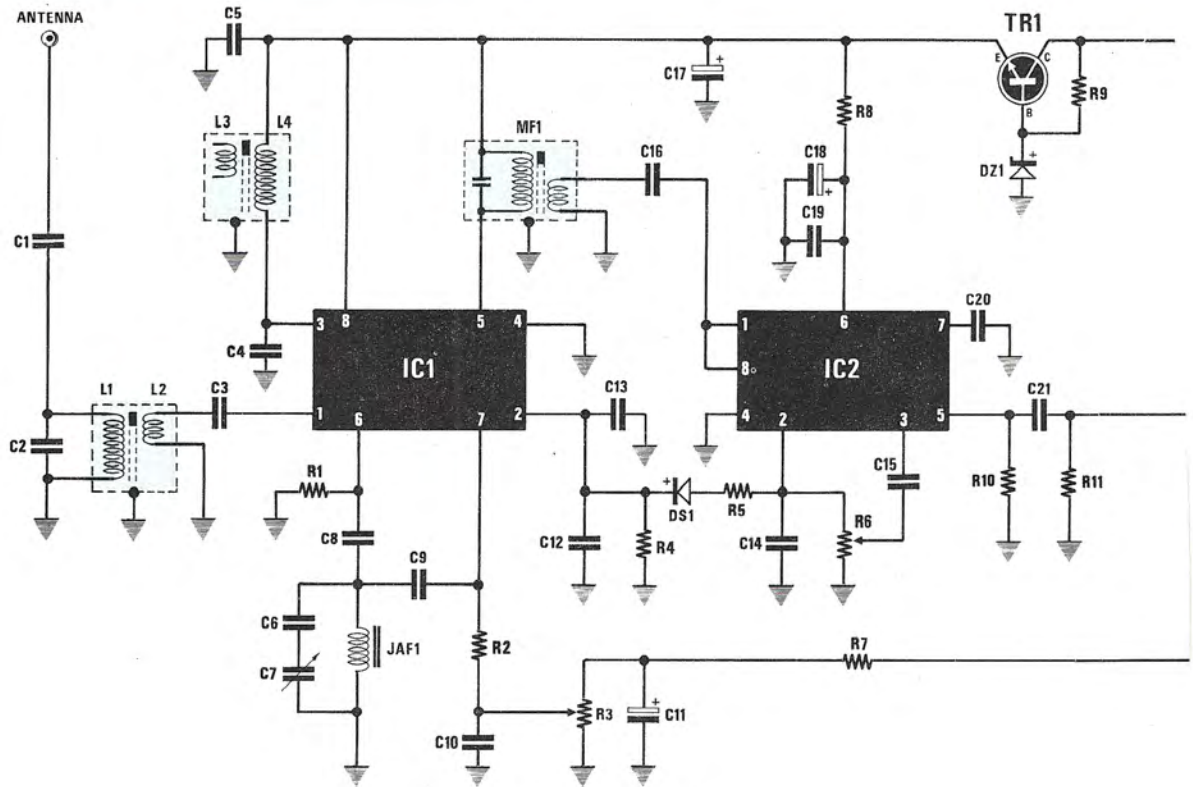 ANTENNA
C5
TR1
E
C
B
R9
DZ1
+
C17
+
R8
L3
L4
MF1
C16
C18
+
C19
C1
C4
3
8
5
4
IC1
1
6
7
2
1
6
7
8
IC2
4
2
3
5
C20
L1
L2
C3
C2
C13
C21
R1
C8
C12
R4
+
DS1
R5
C14
R6
C15
R10
R11
C9
C6
C7
JAF1
R2
R7
C10
R3
+
C11